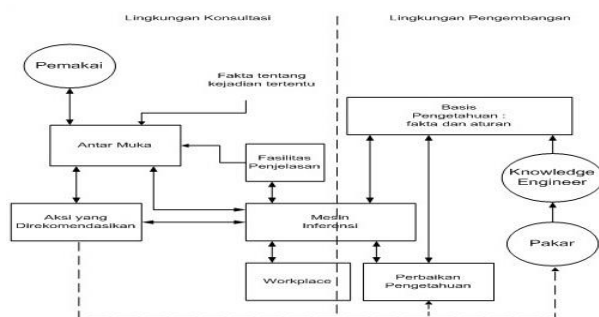 Lingkungan Konsultasi
Lingkungan Pengembangan
Pemakai
Fakta tentang
kejadian tertentu
Basis
Pengetahuan :
fakta dan aturan
Antar Muka
Fasilitas
Penjelasan
Knowledge
Engineer
Aksi yang
Direkomendasikan
Mesin
Inferensi
Pakar
Workplace
Perbaikan
Pengetahuan